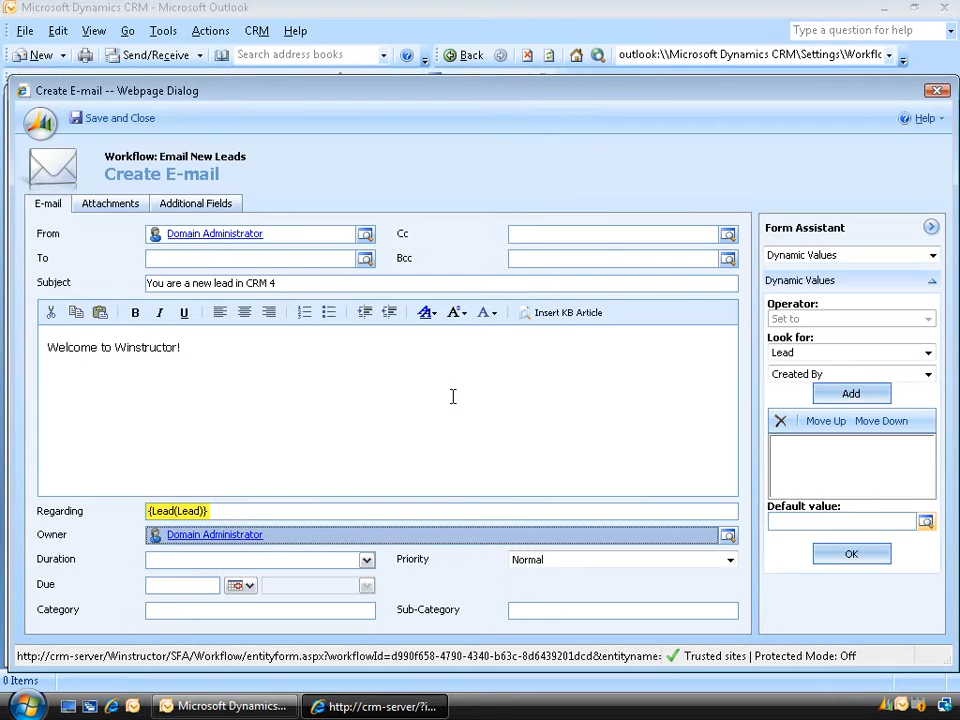 Microsoft Dynamics CRM - Microsoft Outlook
File Edit View Go Tools Actions CRM Help
Type a question for help
New Send/Receive Search address books Back outlook:\\Microsoft Dynamics CRM\Settings\Workflc
Create E-mail -- Webpage Dialog
Save and Close Help
Workflow: Email New Leads
Create E-mail
E-mail Attachments Additional Fields
From Domain Administrator Cc
To Bcc
Subject You are a new lead in CRM 4
B I U A A A Insert KB Article
Welcome to Winstructor!
Regarding {Lead(Lead)}
Owner Domain Administrator
Duration Priority Normal
Due
Category Sub-Category
Form Assistant
Dynamic Values
Dynamic Values
Operator:
Set to
Look for:
Lead
Created By
Add
Move Up Move Down
Default value:
OK
http://crm-server/Winstructor/SFA/Workflow/entityform.aspx?workflowId=d990f658-4790-4340-b63c-8d6439201dcd&entityname= Trusted sites | Protected Mode: Off
0 Items
Microsoft Dynamics... http://crm-server/?i...